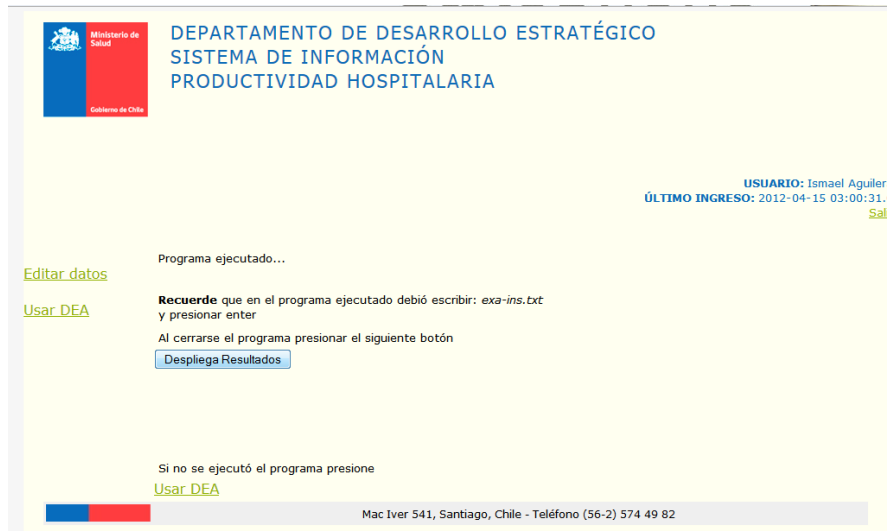 Ministerio de
Salud
Gobierno de Chile
DEPARTAMENTO DE DESARROLLO ESTRATÉGICO
SISTEMA DE INFORMACIÓN
PRODUCTIVIDAD HOSPITALARIA
USUARIO: Ismael Aguiler
ÚLTIMO INGRESO: 2012-04-15 03:00:31.
Sal
Editar datos
Usar DEA
Programa ejecutado...
Recuerde que en el programa ejecutado debió escribir: exa-ins.txt
y presionar enter
Al cerrarse el programa presionar el siguiente botón
Despliega Resultados
Si no se ejecutó el programa presione
Usar DEA
Mac Iver 541, Santiago, Chile - Teléfono (56-2) 574 49 82